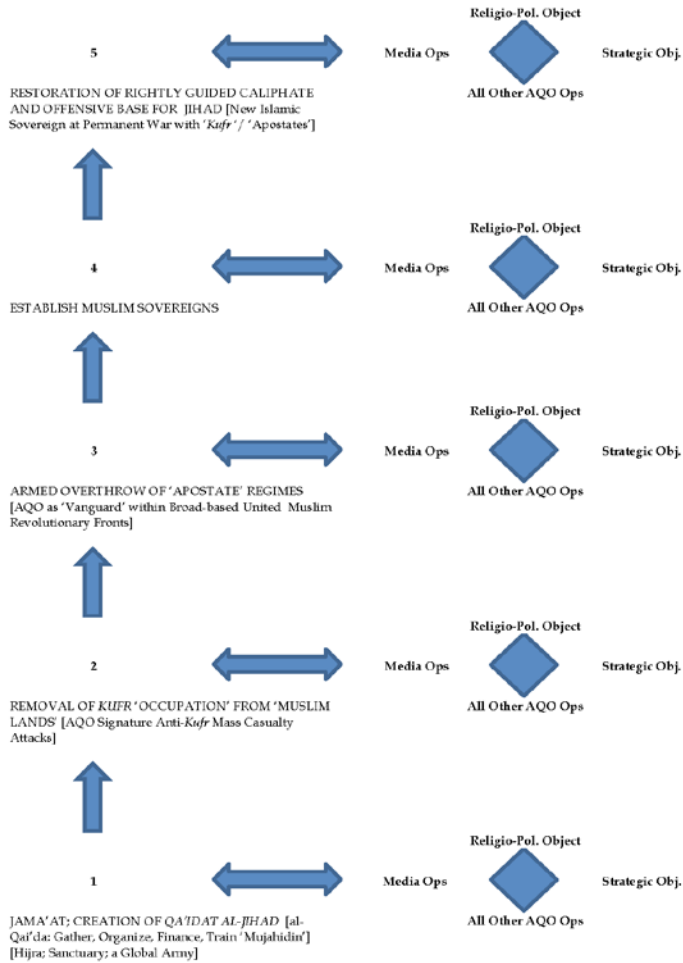 Religio-Pol. Object
5 Media Ops Strategic Obj.
All Other AQO Ops
RESTORATION OF RIGHTLY GUIDED CALIPHATE
AND OFFENSIVE BASE FOR JIHAD [New Islamic
Sovereign at Permanent War with 'Kufr' / 'Apostates']
Religio-Pol. Object
4 Media Ops Strategic Obj.
All Other AQO Ops
ESTABLISH MUSLIM SOVEREIGNS
Religio-Pol. Object
3 Media Ops Strategic Obj.
All Other AQO Ops
ARMED OVERTHROW OF 'APOSTATE' REGIMES
[AQO as 'Vanguard' within Broad-based United Muslim
Revolutionary Fronts]
Religio-Pol. Object
2 Media Ops Strategic Obj.
All Other AQO Ops
REMOVAL OF KUFR 'OCCUPATION' FROM 'MUSLIM
LANDS' [AQO Signature Anti-Kufr Mass Casualty
Attacks]
Religio-Pol. Object
1 Media Ops Strategic Obj.
All Other AQO Ops
JAMA'AT; CREATION OF QA'IDAT AL-JIHAD [al-
Qai'da: Gather, Organize, Finance, Train 'Mujahidin']
[Hijra; Sanctuary; a Global Army]